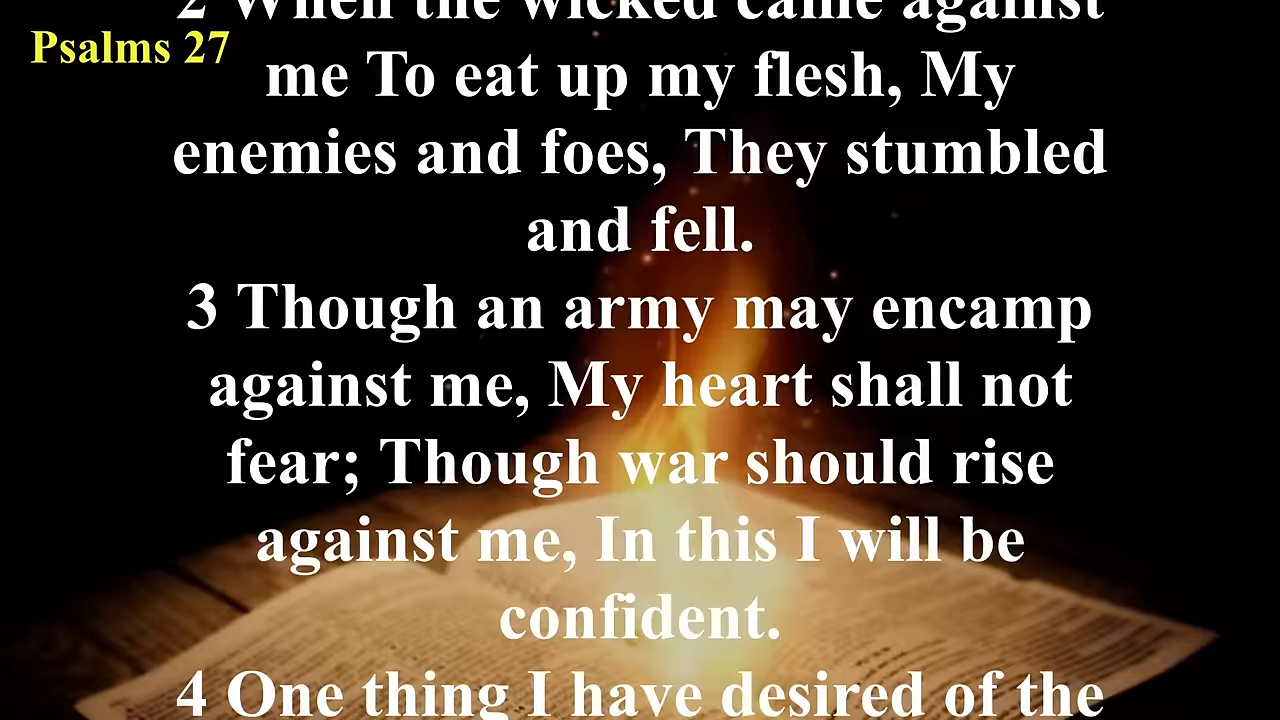 2 When the wicked came against
Psalms 27
me To eat up my flesh, My
enemies and foes, They stumbled
and fell.
3 Though an army may encamp
against me, My heart shall not
fear; Though war should rise
against me, In this I will be
confident.
4 One thing I have desired of the